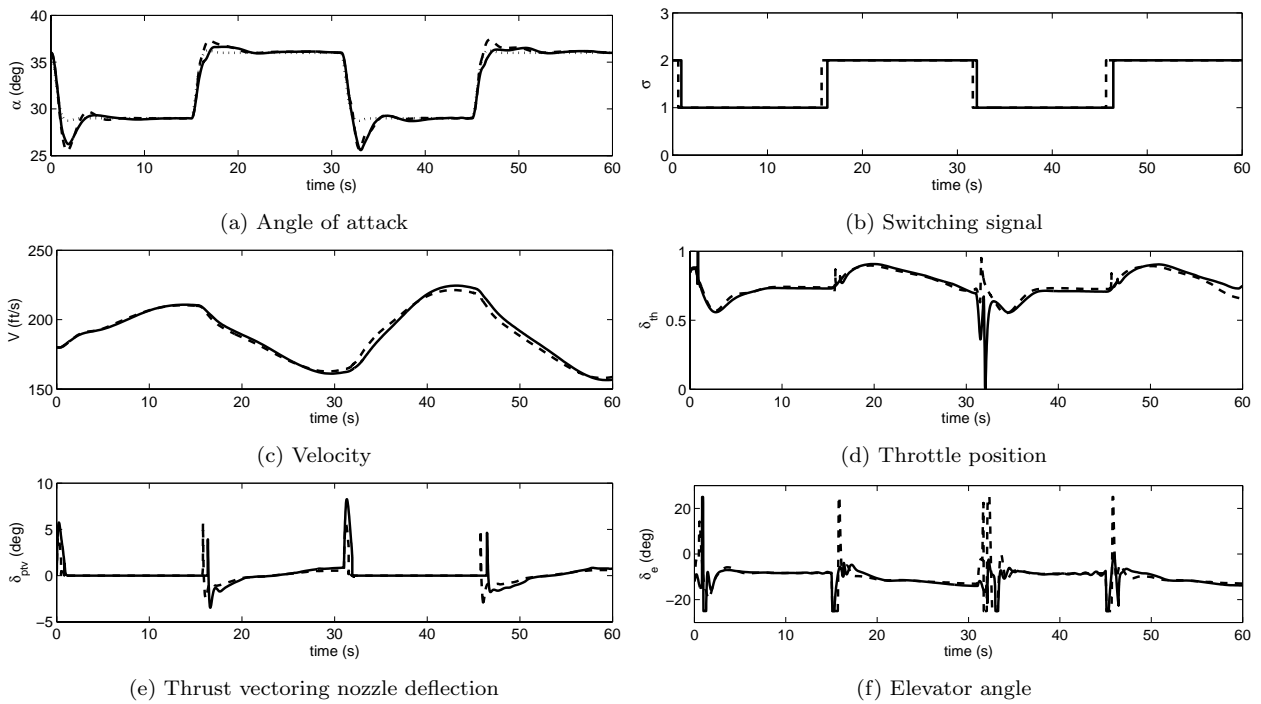 40
35
30
25
α (deg)
0 10 20 30 40 50 60
time (s)
(a) Angle of attack
3
2
1
0
σ
0 10 20 30 40 50 60
time (s)
(b) Switching signal
250
200
150
V (ft/s)
0 10 20 30 40 50 60
time (s)
(c) Velocity
1
0.5
0
δth
0 10 20 30 40 50 60
time (s)
(d) Throttle position
10
5
0
−5
δptv (deg)
0 10 20 30 40 50 60
time (s)
(e) Thrust vectoring nozzle deflection
20
0
−20
δe (deg)
0 10 20 30 40 50 60
time (s)
(f) Elevator angle